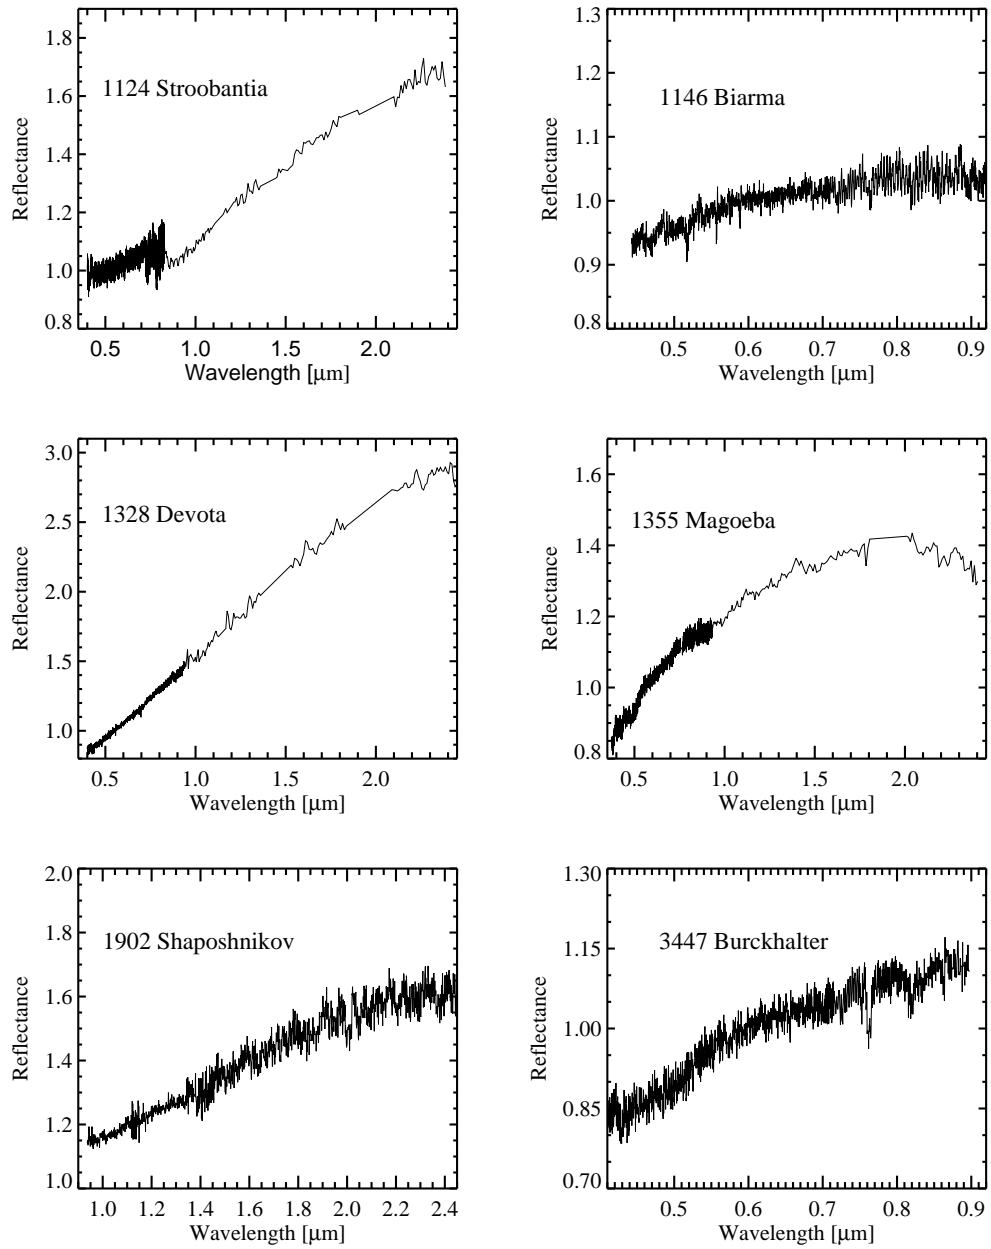 1124 Stroobantia
Reflectance
1.8
1.6
1.4
1.2
1.0
0.8
0.5 1.0 1.5 2.0
Wavelength [μm]
1146 Biarma
Reflectance
1.3
1.2
1.1
1.0
0.9
0.8
0.5 0.6 0.7 0.8 0.9
Wavelength [μm]
1328 Devota
Reflectance
3.0
2.5
2.0
1.5
1.0
0.5 1.0 1.5 2.0
Wavelength [μm]
1355 Magoeba
Reflectance
1.6
1.4
1.2
1.0
0.8
0.5 1.0 1.5 2.0
Wavelength [μm]
1902 Shaposhnikov
Reflectance
2.0
1.8
1.6
1.4
1.2
1.0
1.0 1.2 1.4 1.6 1.8 2.0 2.2 2.4
Wavelength [μm]
3447 Burckhalter
Reflectance
1.30
1.15
1.00
0.85
0.70
0.5 0.6 0.7 0.8 0.9
Wavelength [μm]